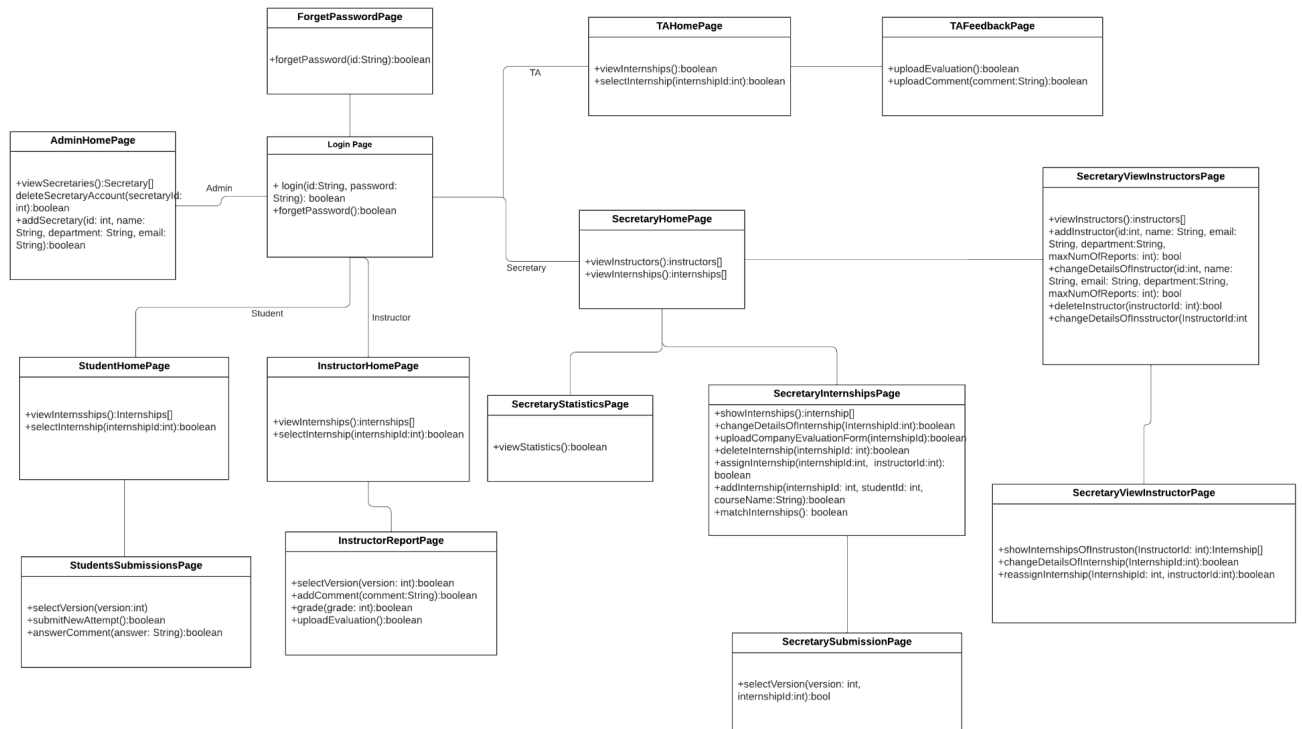 ForgetPasswordPage
+forgetPassword(id:String):boolean
TAHomePage
+viewInternships():boolean
+selectInternship(internshipId:int):boolean
TAFeedbackPage
+uploadEvaluation():boolean
+uploadComment(comment:String):boolean
TA
AdminHomePage
+viewSecretaries():Secretary[]
deleteSecretaryAccount(secretaryId:
int):boolean
+addSecretary(id: int, name:
String, department: String, email:
String):boolean
Admin
Login Page
+ login(id:String, password:
String): boolean
+forgetPassword():boolean
Secretary
SecretaryHomePage
+viewInstructors():instructors[]
+viewInternships():internships[]
SecretaryViewInstructorsPage
+viewInstructors():instructors[]
+addInstructor(id:int, name: String, email:
String, department:String,
maxNumOfReports: int): bool
+changeDetailsOfInstructor(id:int, name:
String, email: String, department:String,
maxNumOfReports: int): bool
+deleteInstructor(instructorId: int):bool
+changeDetailsOfInsstructor(InstructorId:int
Student
Instructor
StudentHomePage
+viewInternsships():Internships[]
+selectInternship(internshipId:int):boolean
InstructorHomePage
+viewInternships():internships[]
+selectInternship(internshipId:int):boolean
SecretaryStatisticsPage
+viewStatistics():boolean
SecretaryInternshipsPage
+showInternships():internship[]
+changeDetailsOfInternship(InternshipId:int):boolean
+uploadCompanyEvaluationForm(internshipId):boolean
+deleteInternship(internshipId: int):boolean
+assignInternship(internshipId:int, instructorId:int):
boolean
+addInternship(internshipId: int, studentId: int,
courseName:String):boolean
+matchInternships(): boolean
SecretaryViewInstructorPage
+showInternshipsOfInstruston(InstructorId: int):Internship[]
+changeDetailsOfInternship(InternshipId:int):boolean
+reassignInternship(InternshipId: int, instructorId:int):boolean
StudentsSubmissionsPage
+selectVersion(version:int)
+submitNewAttempt():boolean
+answerComment(answer: String):boolean
InstructorReportPage
+selectVersion(version: int):boolean
+addComment(comment:String):boolean
+grade(grade: int):boolean
+uploadEvaluation():boolean
SecretarySubmissionPage
+selectVersion(version: int,
internshipId:int):bool